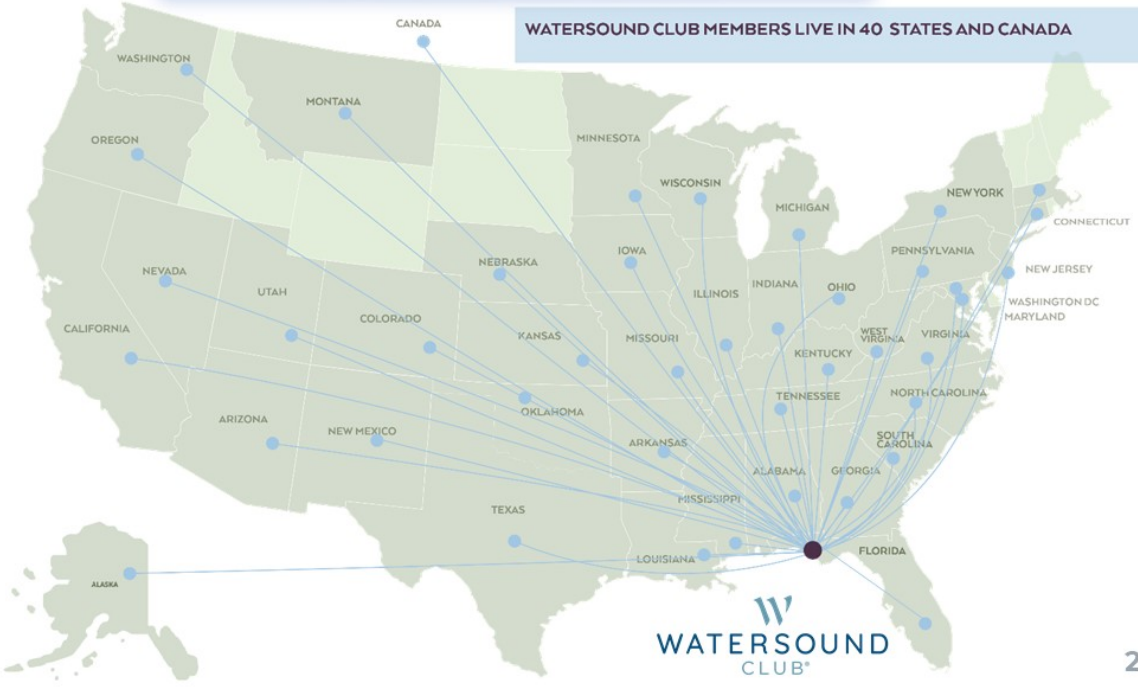 CANADA
WATERSOUND CLUB MEMBERS LIVE IN 40 STATES AND CANADA
WASHINGTON
MONTANA
OREGON
MINNESOTA
WISCONSIN
MICHIGAN
NEW YORK
CONNECTICUT
NEVADA
UTAH
NEBRASKA
IOWA
ILLINOIS
INDIANA
OHIO
PENNSYLVANIA
NEW JERSEY
WASHINGTON DC
MARYLAND
CALIFORNIA
COLORADO
KANSAS
MISSOURI
KENTUCKY
WEST
VIRGINIA
VIRGINIA
ARIZONA
NEW MEXICO
OKLAHOMA
ARKANSAS
TENNESSEE
NORTH CAROLINA
SOUTH
CAROLINA
TEXAS
MISSISSIPPI
ALABAMA
GEORGIA
LOUISIANA
FLORIDA
ALASKA
W
WATERSOUND
CLUB®
2